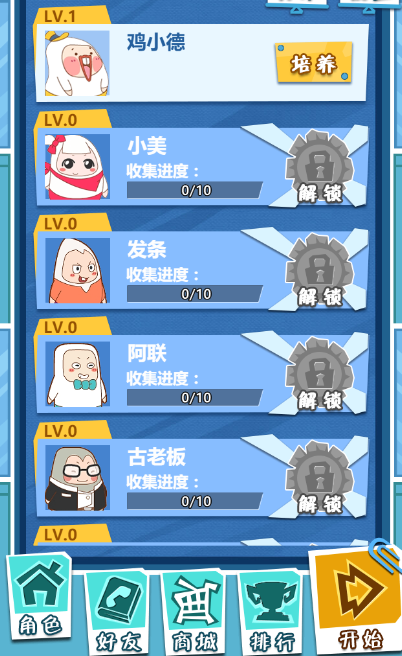 LV.1
鸡小德
培养
LV.0
小美
收集进度：
0/10
解锁
LV.0
发条
收集进度：
0/10
解锁
LV.0
阿联
收集进度：
0/10
解锁
LV.0
古老板
收集进度：
0/10
解锁
LV.0
角色
好友
商城
排行
开始